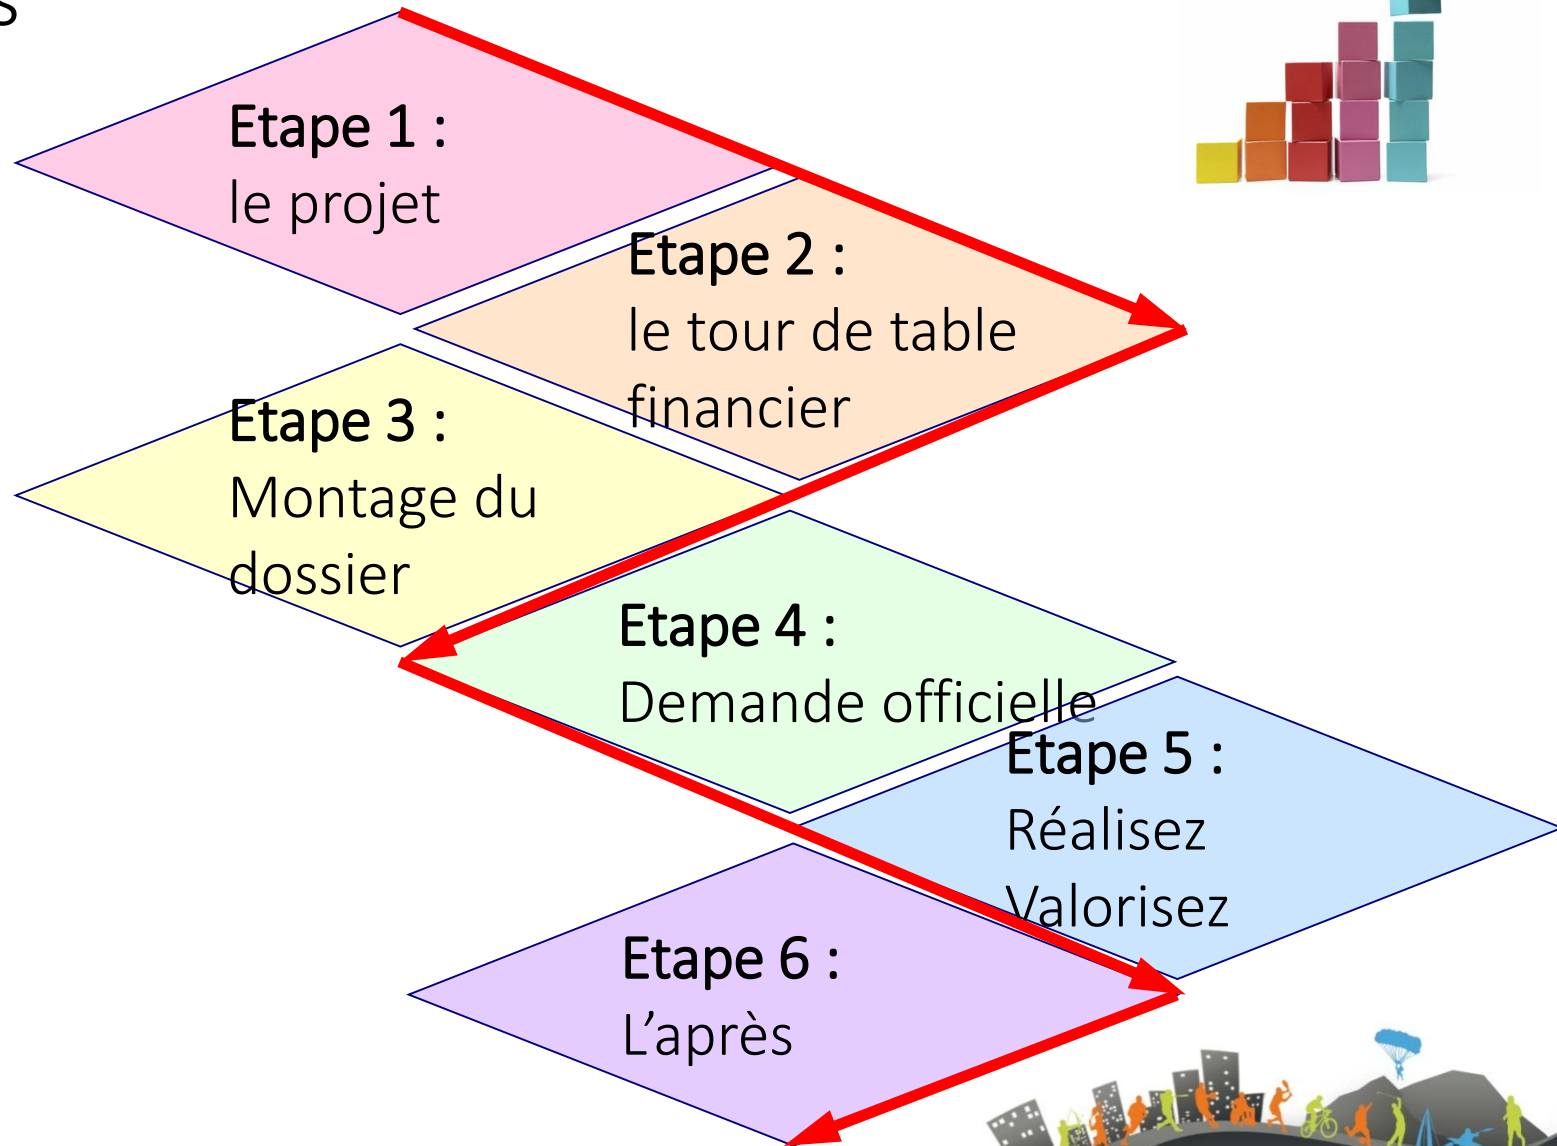 s
Etape 1 :
le projet
Etape 2 :
le tour de table
financier
Etape 3 :
Montage du
dossier
Etape 4 :
Demande officielle
Etape 5 :
Réalisez
Valorisez
Etape 6 :
L’après